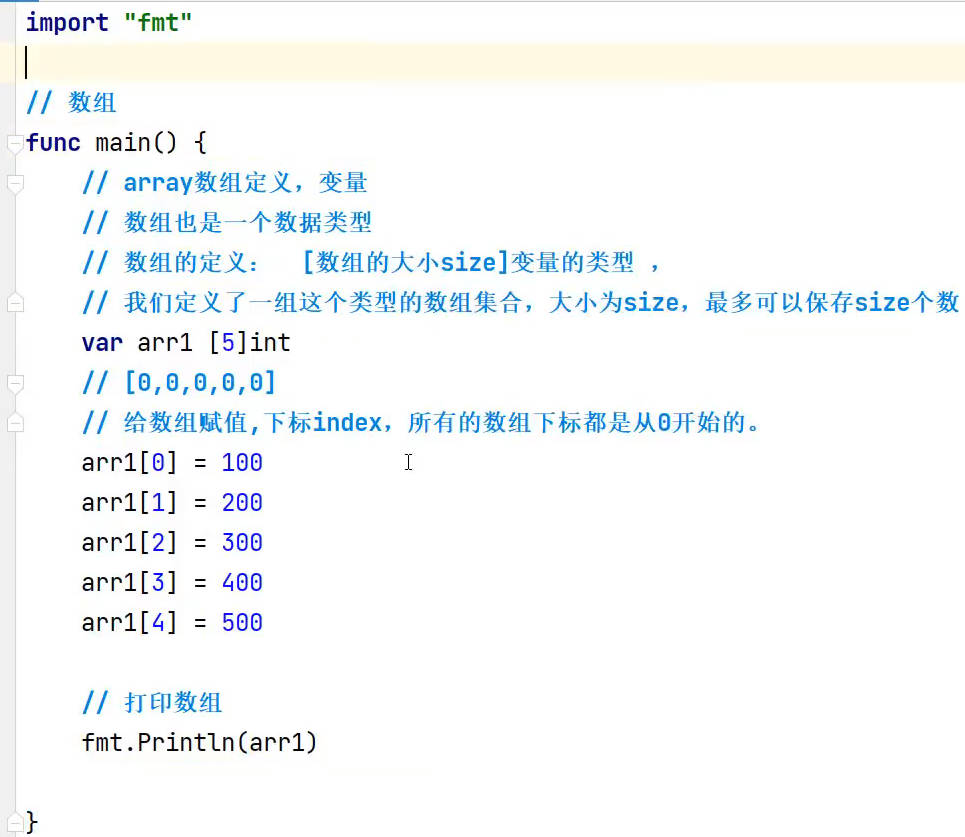 import "fmt"
// 数组
func main() {
// array数组定义，变量
// 数组也是一个数据类型
// 数组的定义：  [数组的大小size]变量的类型 ，
// 我们定义了一组这个类型的数组集合，大小为size，最多可以保存size个数
var arr1 [5]int
// [0,0,0,0,0]
// 给数组赋值,下标index，所有的数组下标都是从0开始的。
arr1[0] = 100
arr1[1] = 200
arr1[2] = 300
arr1[3] = 400
arr1[4] = 500
// 打印数组
fmt.Println(arr1)
}